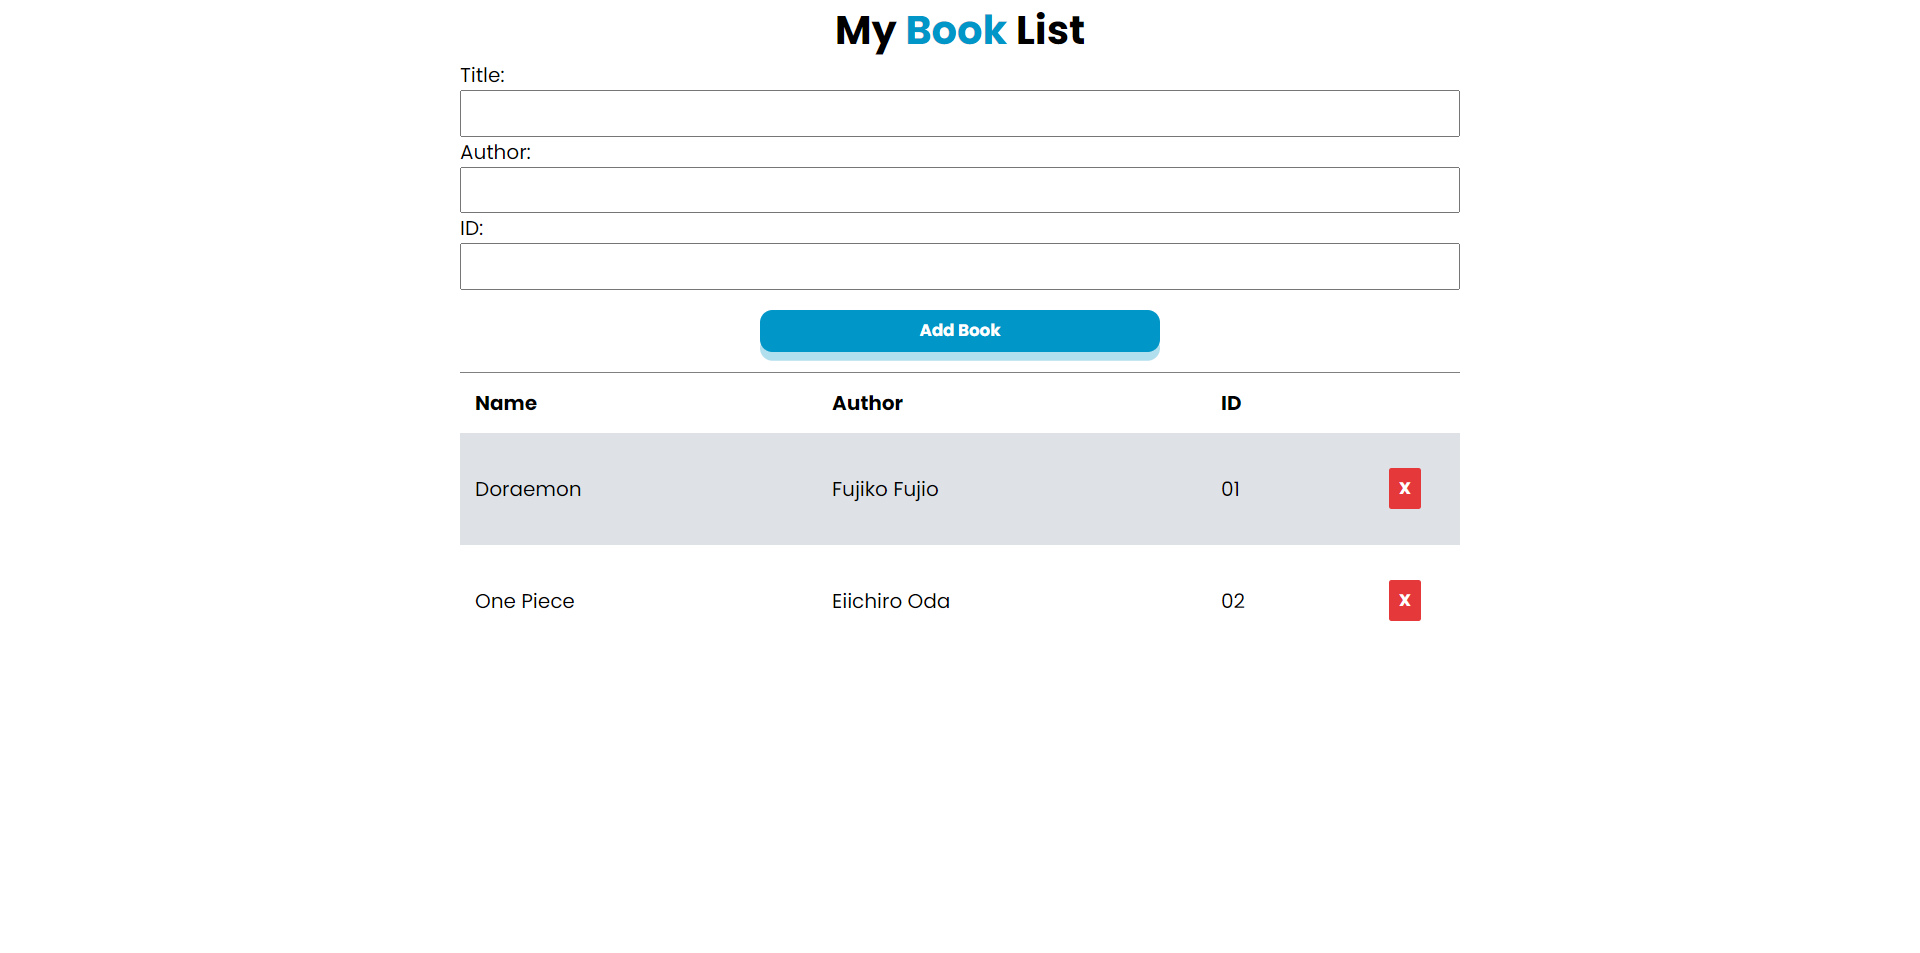 My Book List
Title:
Author:
ID:
Add Book
Name Author ID
Doraemon Fujiko Fujio 01 X
One Piece Eiichiro Oda 02 X